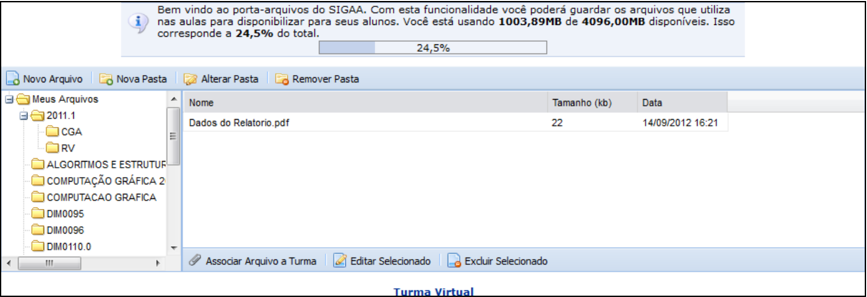 Bem vindo ao porta-arquivos do SIGAA. Com esta funcionalidade você poderá guardar os arquivos que utiliza
nas aulas para disponibilizar para seus alunos. Você está usando 1003,89MB de 4096,00MB disponíveis. Isso
corresponde a 24,5% do total.
24,5%
Novo Arquivo Nova Pasta Alterar Pasta Remover Pasta
Meus Arquivos
2011.1
CGA
RV
ALGORITMOS E ESTRUTUR
COMPUTAÇÃO GRÁFICA 2
COMPUTACAO GRAFICA
DIM0095
DIM0096
DIM0110.0
Nome Tamanho (kb) Data
Dados do Relatorio.pdf 22 14/09/2012 16:21
Associar Arquivo a Turma Editar Selecionado Excluir Selecionado
Turma Virtual